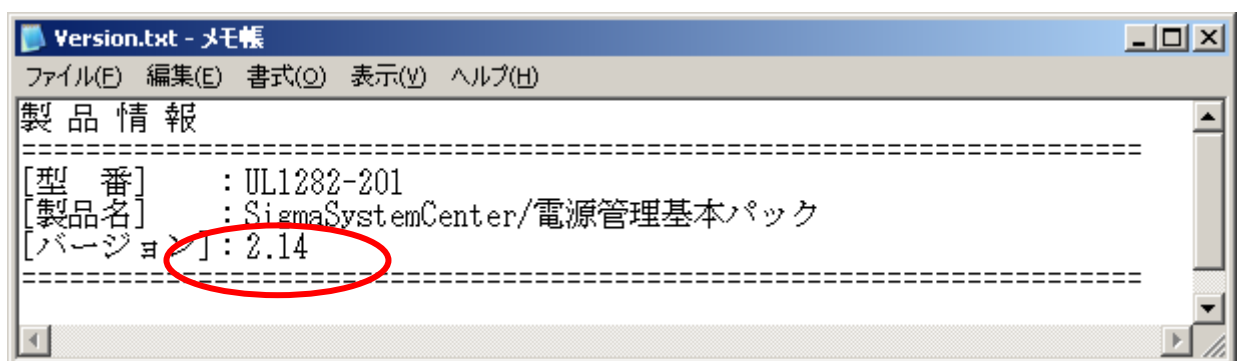 Version.txt - メモ帳
ファイル(F) 編集(E) 書式(O) 表示(V) ヘルプ(H)
製 品 情 報
======================================================================
[型　番]　　：UL1282-201
[製品名]　　：SigmaSystemCenter/電源管理基本パック
[バージョン]：2.14
======================================================================